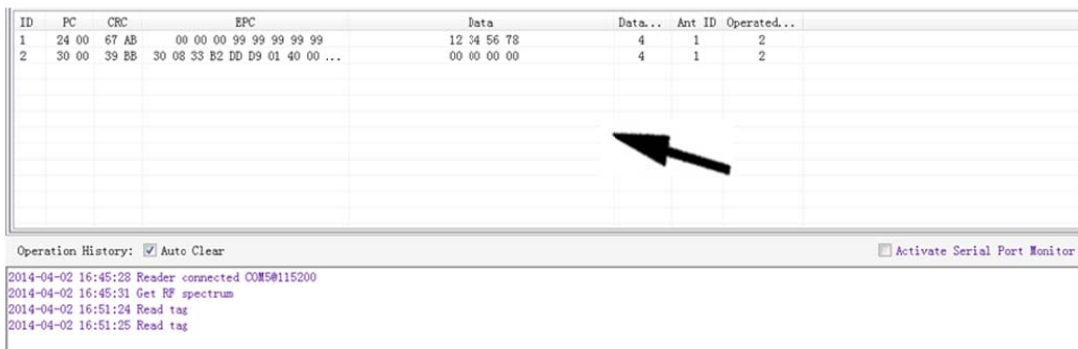 ID PC CRC EPC Data Data... Ant ID Operated...
1 24 00 67 AB 00 00 00 99 99 99 99 99 12 34 56 78 4 1 2
2 30 00 39 BB 30 08 33 B2 DD D9 01 40 00 ... 00 00 00 00 4 1 2
Operation History: Auto Clear Activate Serial Port Monitor
2014-04-02 16:45:28 Reader connected COM5@115200
2014-04-02 16:45:31 Get RF spectrum
2014-04-02 16:51:24 Read tag
2014-04-02 16:51:25 Read tag